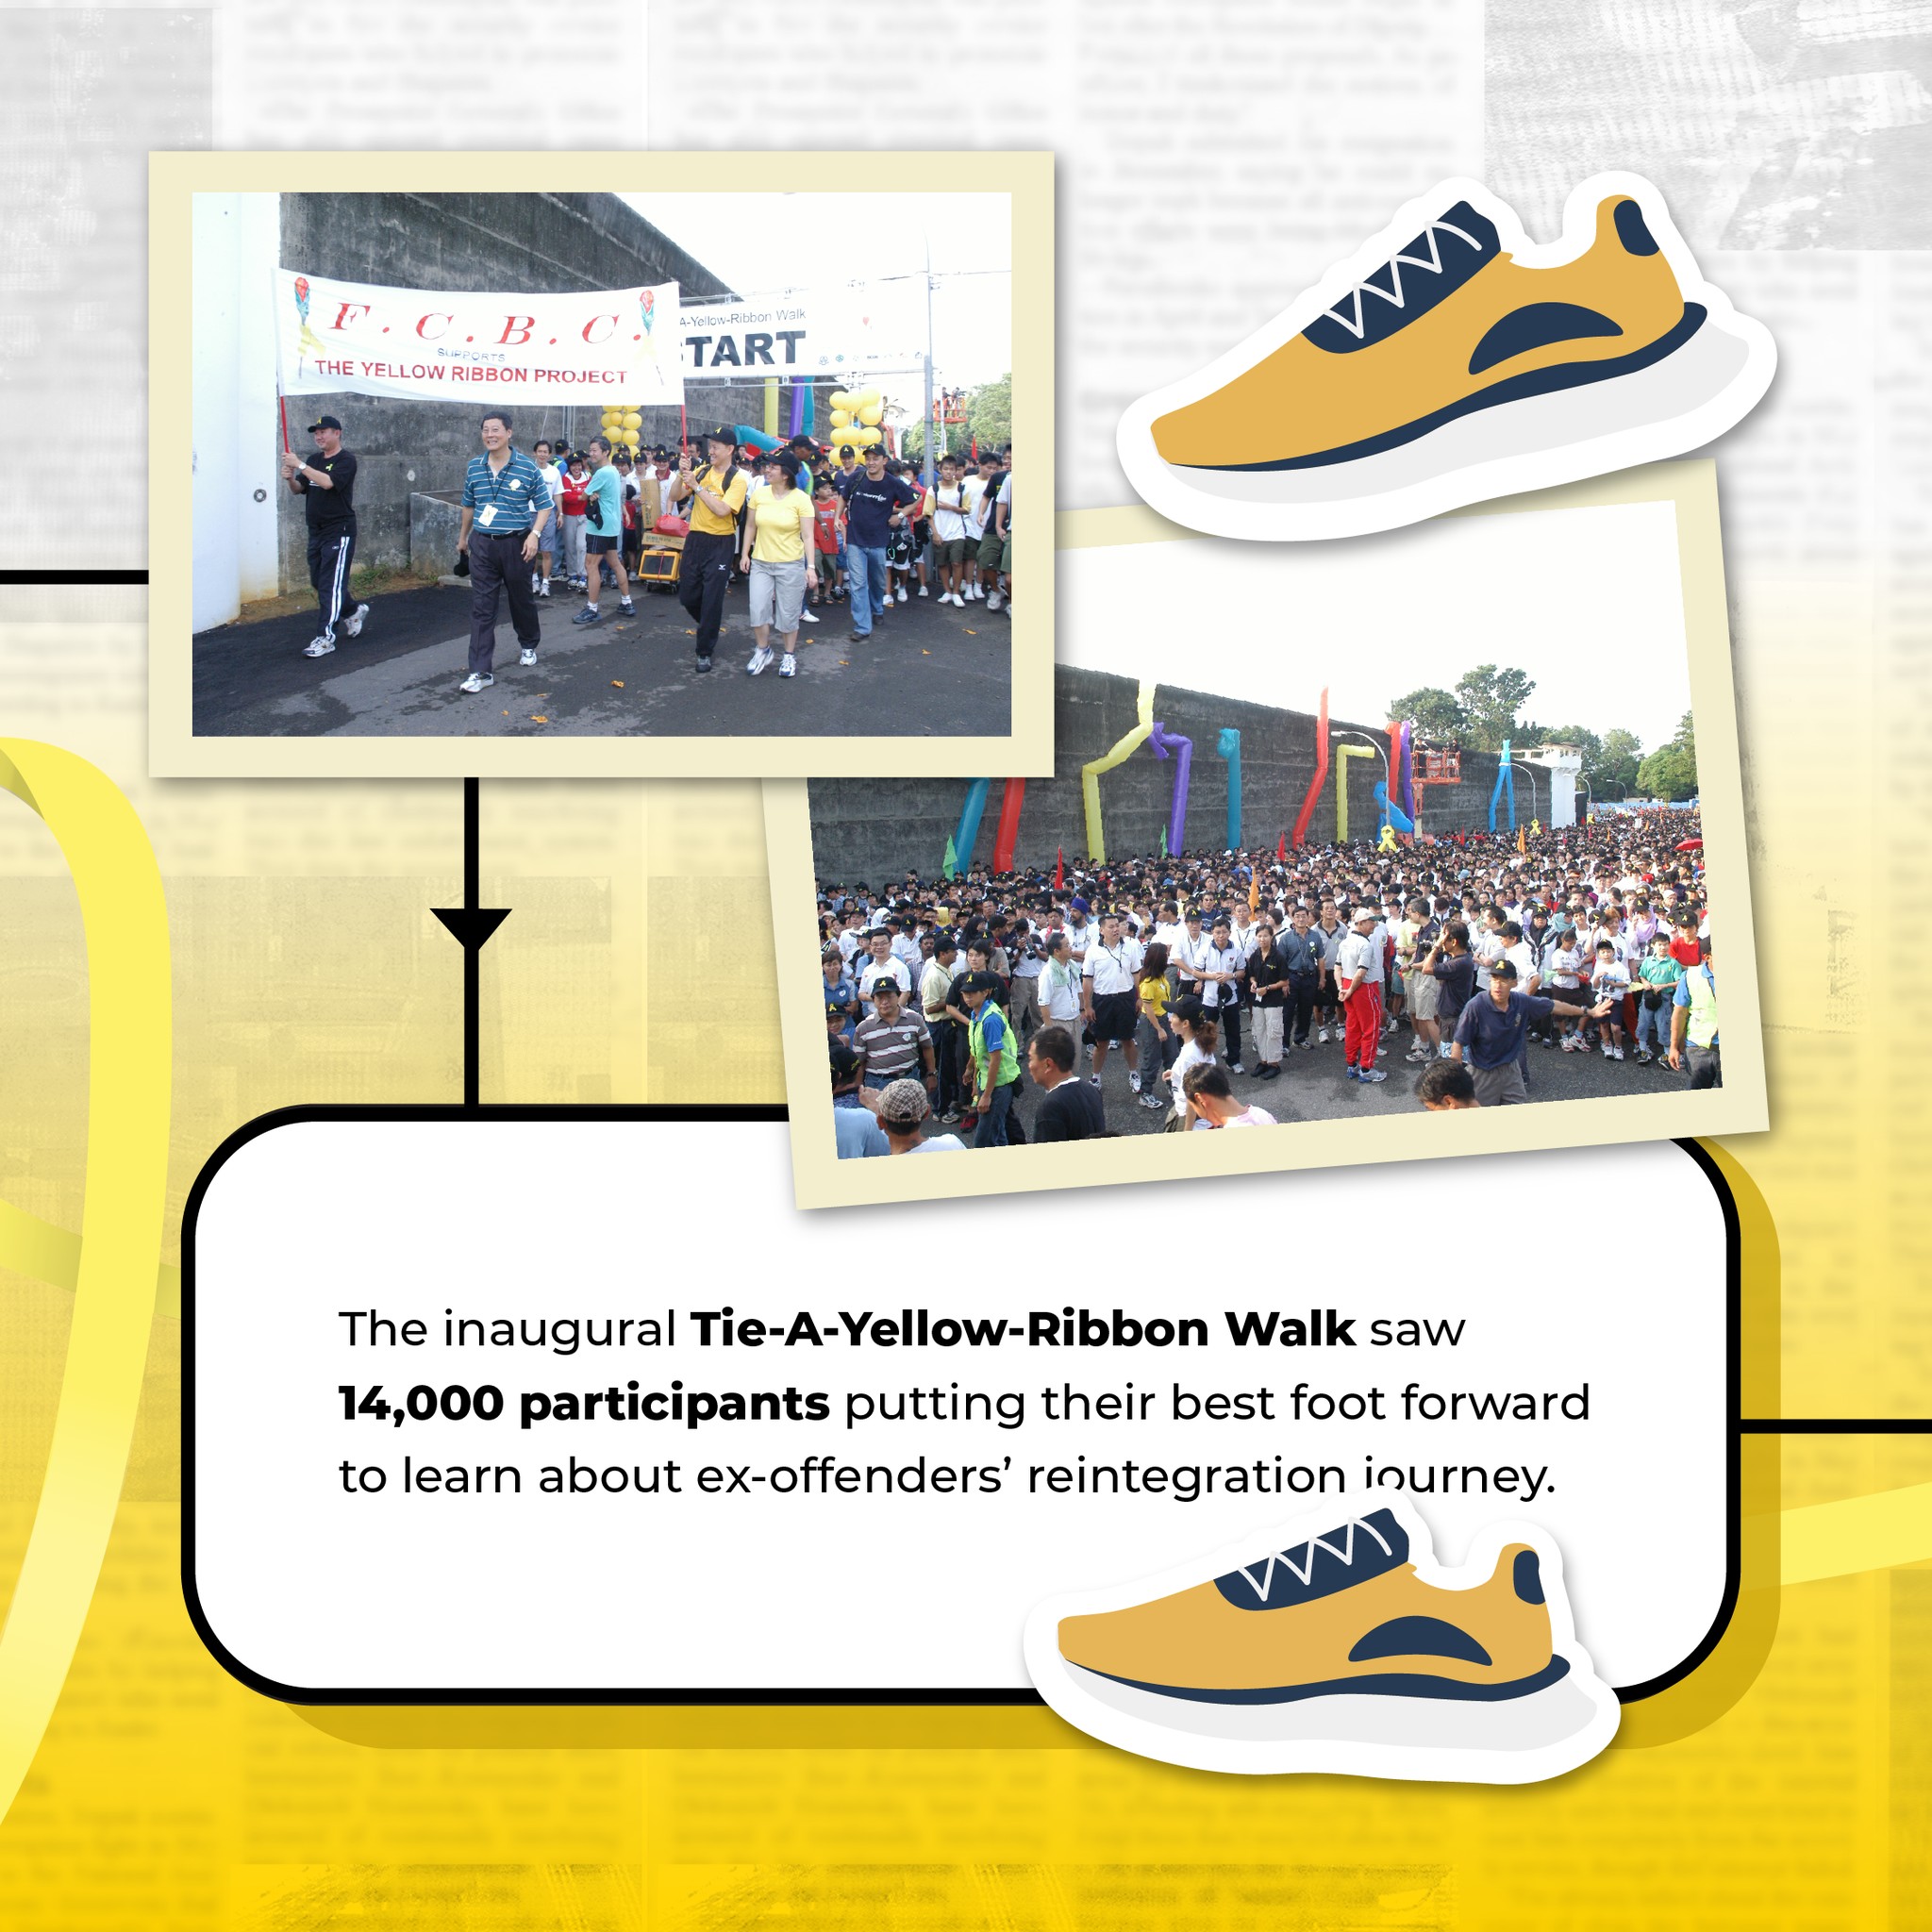 F.C.B.C.
SUPPORTS
THE YELLOW RIBBON PROJECT
A-Yellow-Ribbon Walk
TART
The inaugural Tie-A-Yellow-Ribbon Walk saw
14,000 participants putting their best foot forward
to learn about ex-offenders’ reintegration journey.